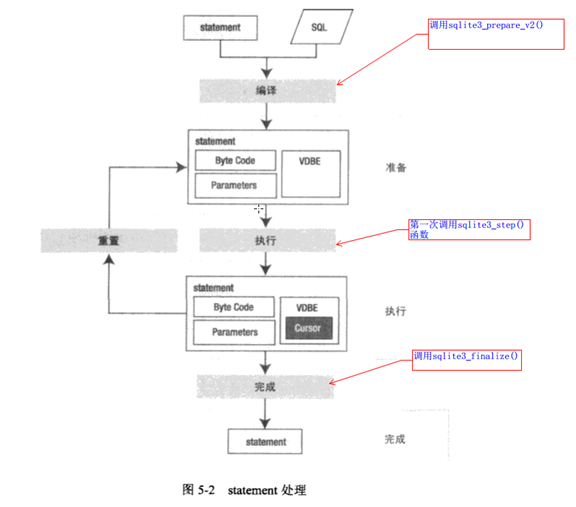 statement
SQL
调用sqlite3_prepare_v2()
编译
statement
Byte Code
VDBE
Parameters
准备
重置
执行
第一次调用sqlite3_step()
函数
statement
Byte Code
VDBE
Cursor
Parameters
执行
调用sqlite3_finalize()
完成
statement
完成
图 5-2 statement 处理